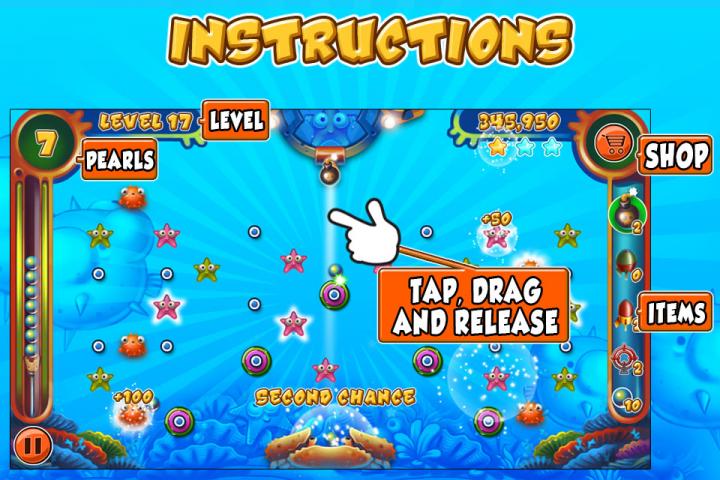 INSTRUCTIONS
LEVEL 17
LEVEL
345,950
7
PEARLS
SHOP
+50
2
0
TAP, DRAG
AND RELEASE
ITEMS
2
SECOND CHANCE
+100
10